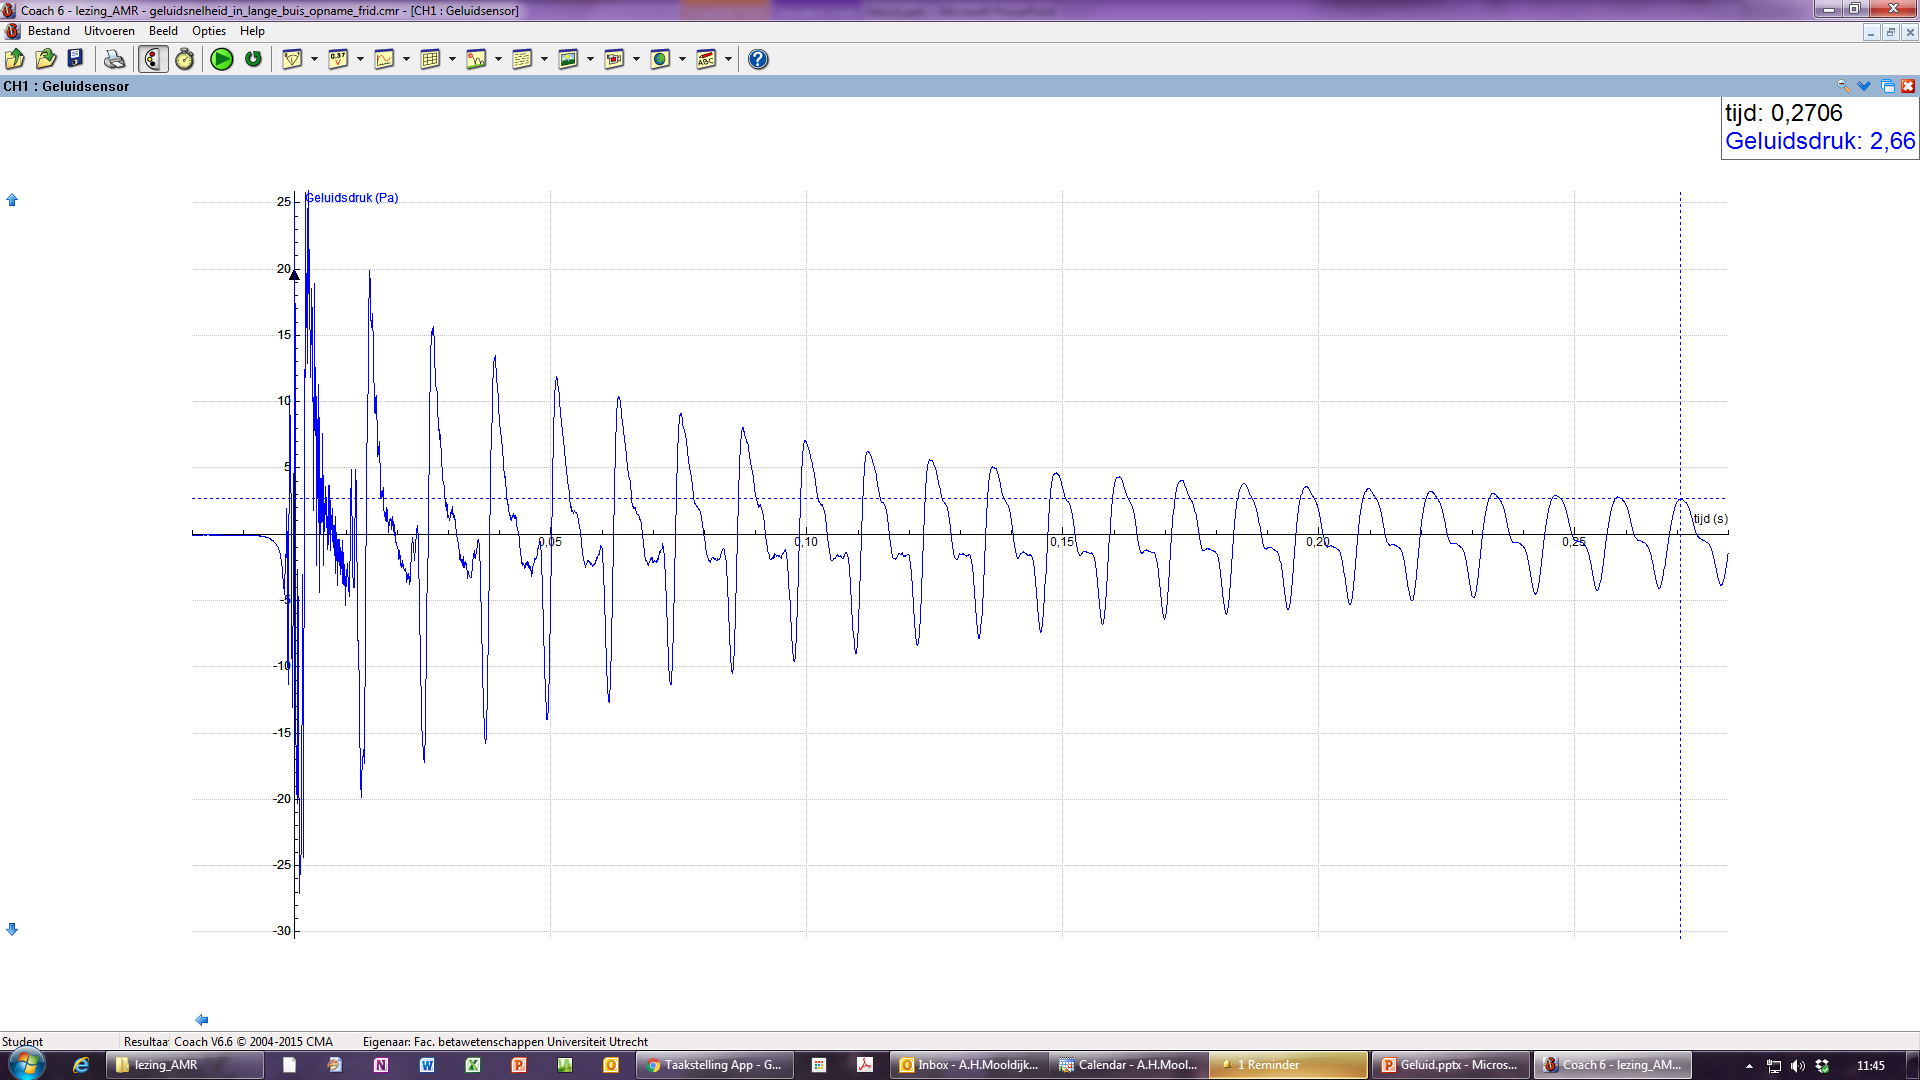 Coach 6 - lezing_AMR - geluidsnelheid_in_lange_buis_opname_frid.cmr - [CH1 : Geluidsensor]
Bestand Uitvoeren Beeld Opties Help
0.37
V
ABC
CH1 : Geluidsensor
tijd: 0,2706
Geluidsdruk: 2,66
Geluidsdruk (Pa)
25
20
15
10
5
tijd (s)
0,05 0,10 0,15 0,20 0,25
-5
-10
-15
-20
-25
-30
Student Resultaa Coach V6.6 © 2004-2015 CMA Eigenaar: Fac. betawetenschappen Universiteit Utrecht
lezing_AMR Taakstelling App - G... Inbox - A.H.Mooldijk... Calendar - A.H.Mool... 1 Reminder Geluid.pptx - Micros... Coach 6 - lezing_AM... 11:45